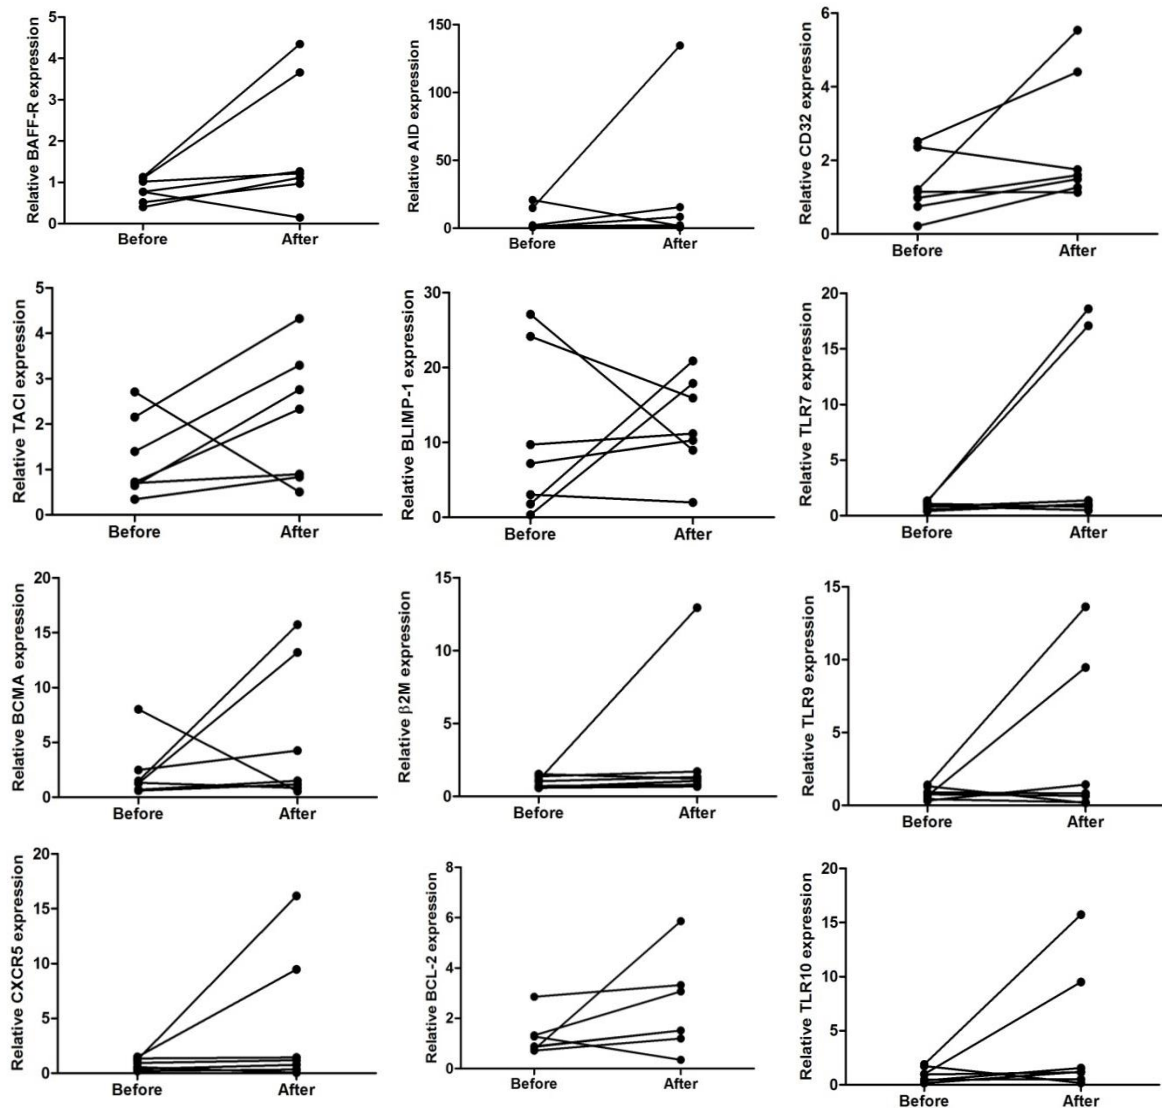 Relative BAFF-R expression
5
4
3
2
1
0
Before After
Relative AID expression
150
100
50
0
Before After
Relative CD32 expression
6
4
2
0
Before After
Relative TACI expression
5
4
3
2
1
0
Before After
Relative BLIMP-1 expression
30
20
10
0
Before After
Relative TLR7 expression
20
15
10
5
0
Before After
Relative BCMA expression
20
15
10
5
0
Before After
Relative β2M expression
15
10
5
0
Before After
Relative TLR9 expression
15
10
5
0
Before After
Relative CXCR5 expression
20
15
10
5
0
Before After
Relative BCL-2 expression
8
6
4
2
0
Before After
Relative TLR10 expression
20
15
10
5
0
Before After